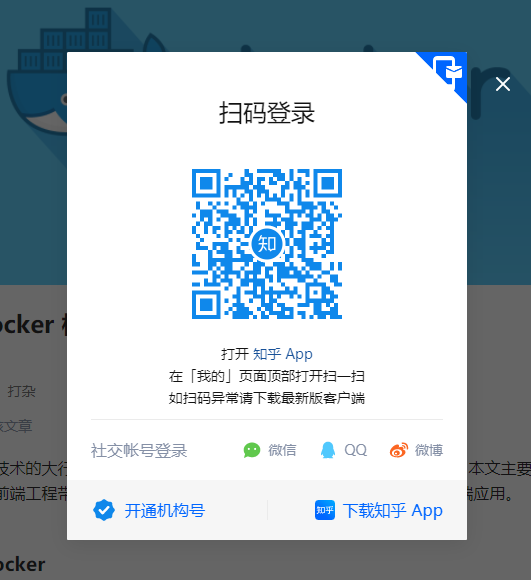 扫码登录
知
打开 知乎 App
在「我的」页面顶部打开扫一扫
如扫码异常请下载最新版客户端
社交帐号登录 微信 QQ 微博
开通机构号 知乎 下载知乎 App
ocker
打杂
文章
技术的大行 本文主要
前端工程带 端应用。
ocker